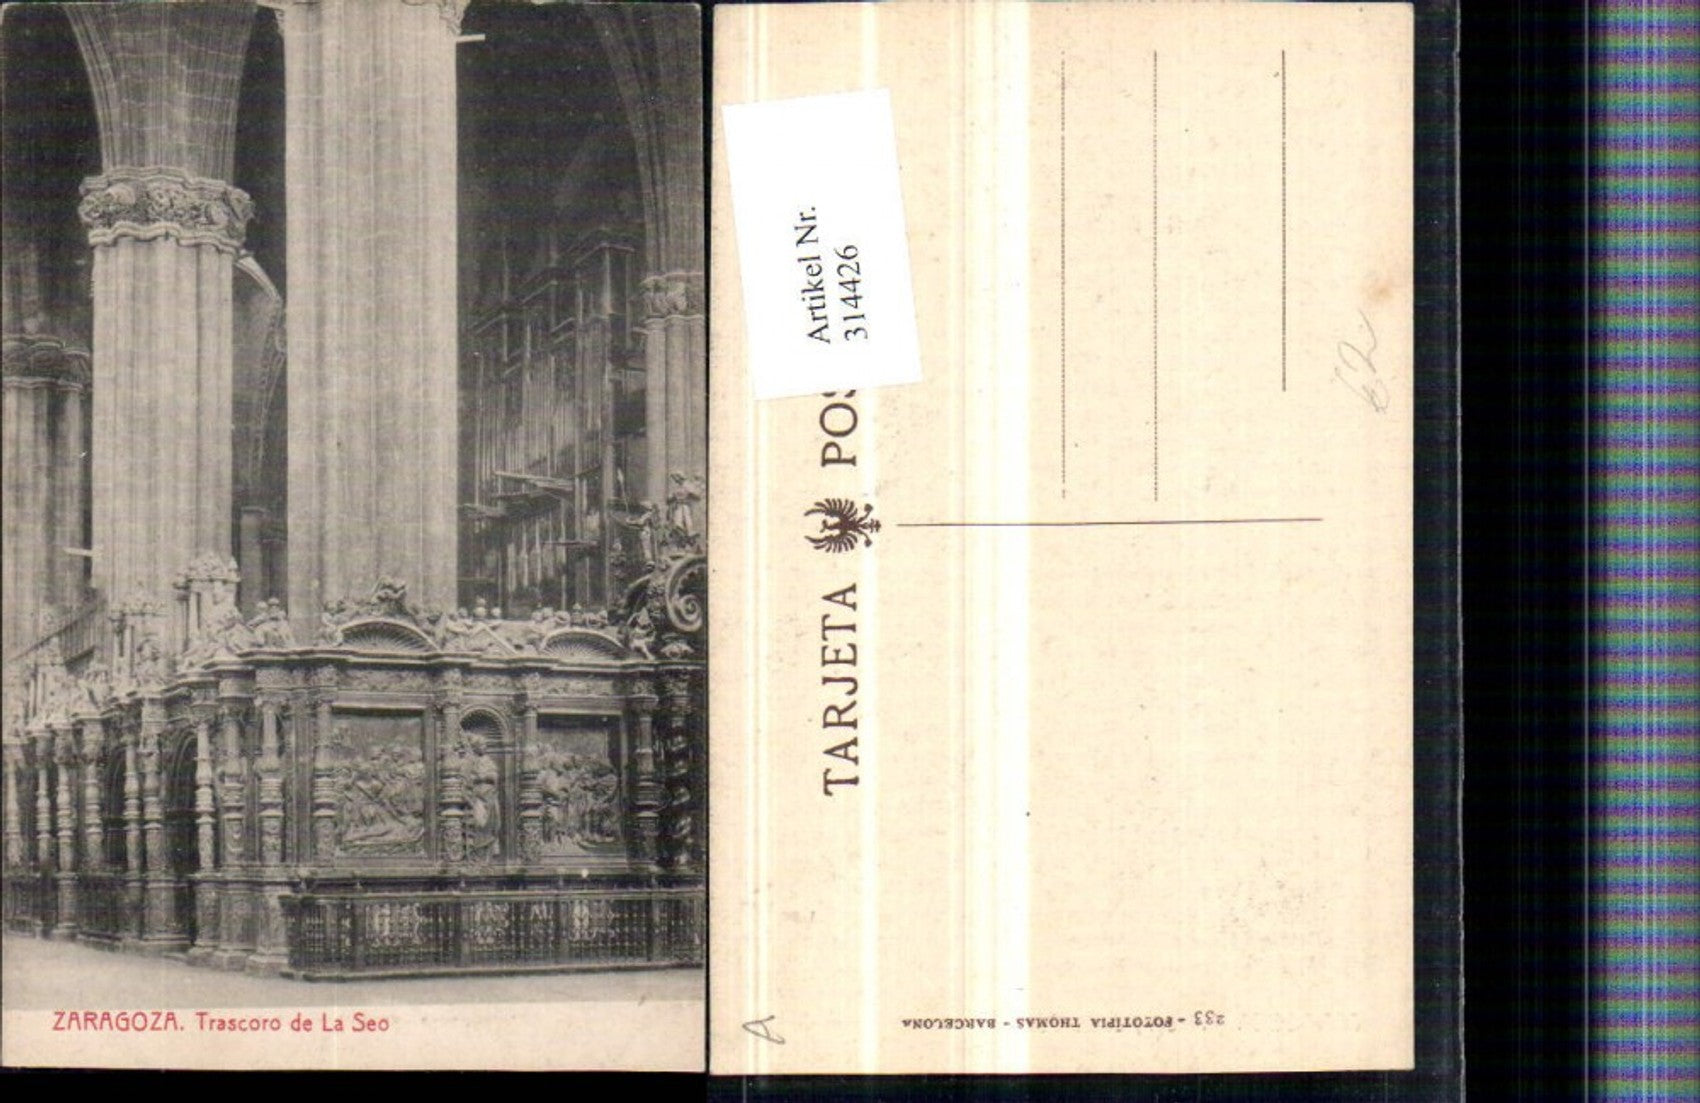 ZARAGOZA. Trascoro de La Seo
Artikel Nr.
314426
TARJETA POS
233 - FOTOTIPIA THOMAS - BARCELONA
A